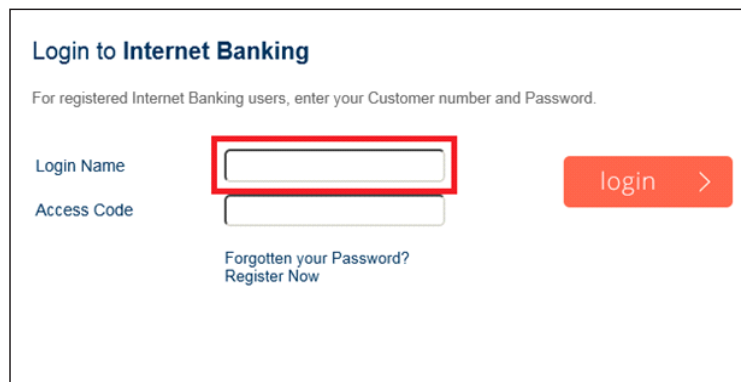 Login to Internet Banking
For registered Internet Banking users, enter your Customer number and Password.
Login Name
login
Access Code
Forgotten your Password?
Register Now